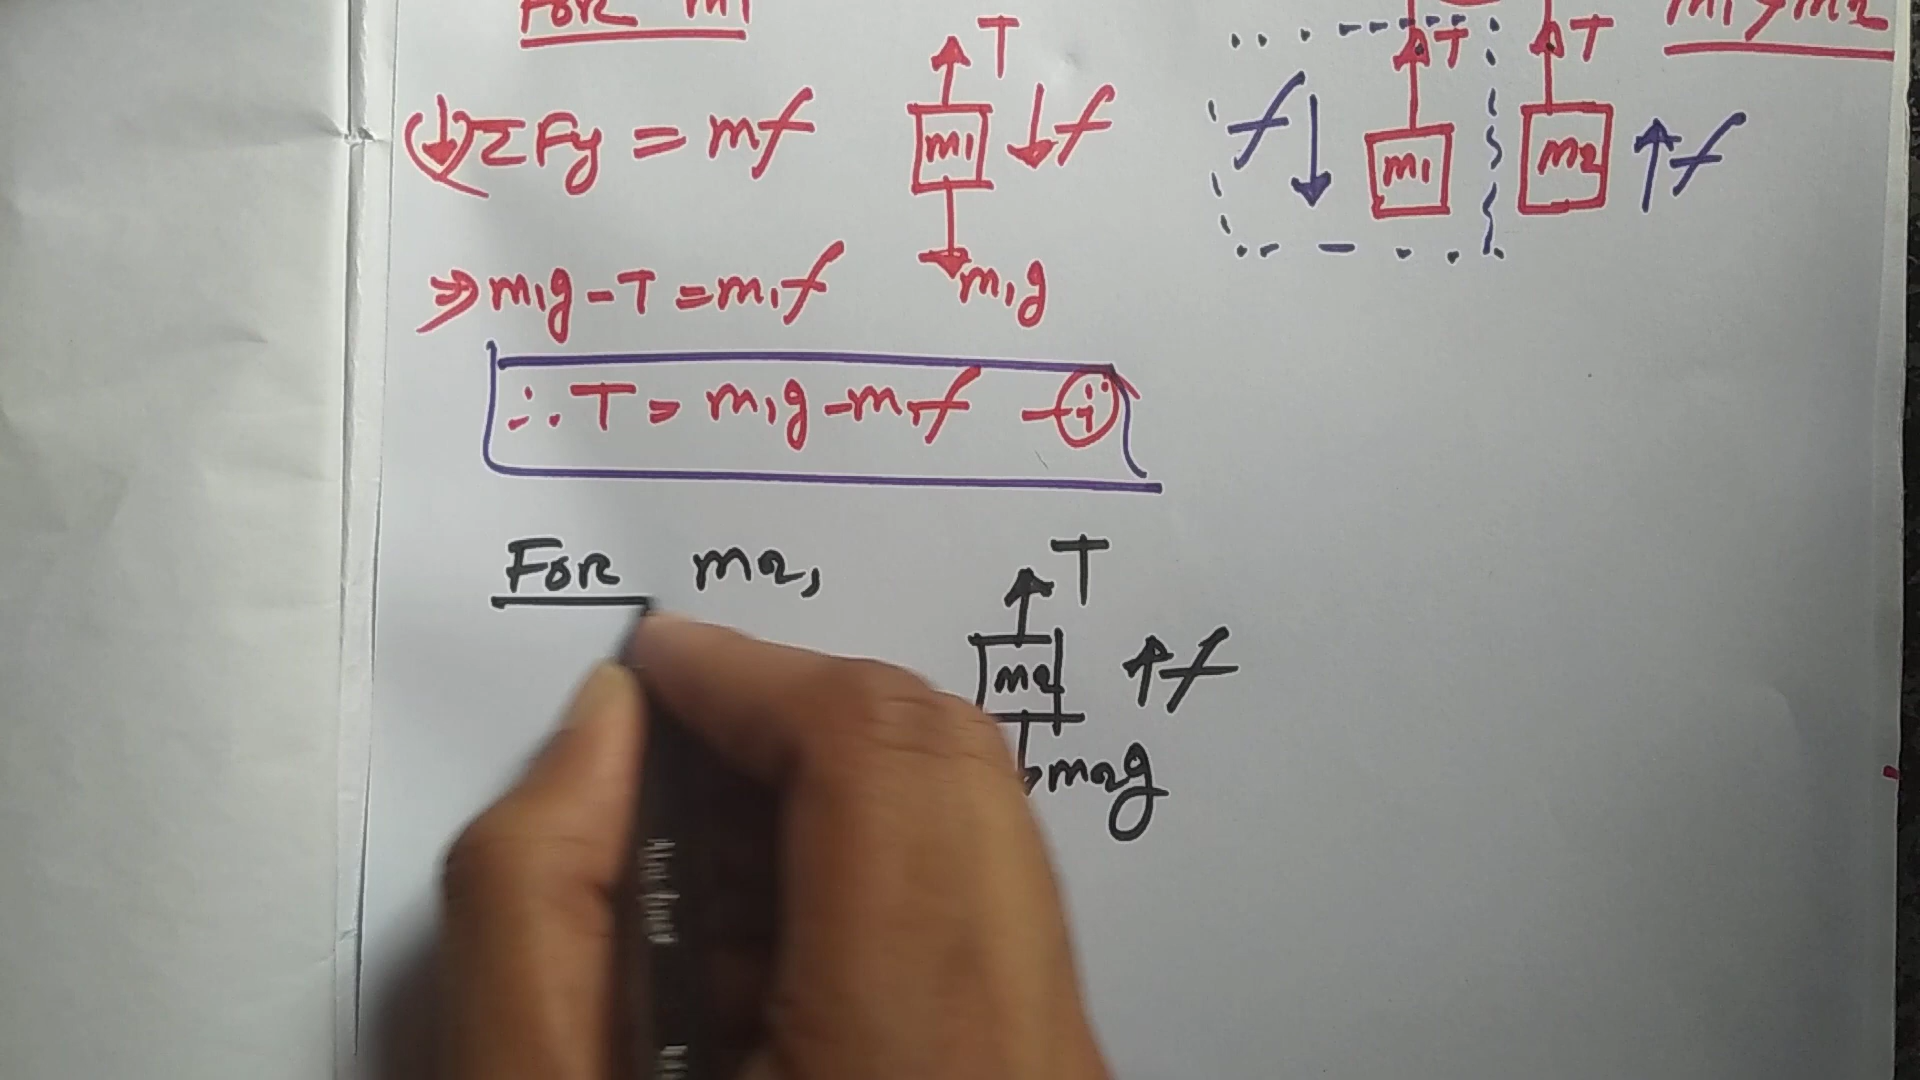 For m1
m1>m2
T
T
T
(↓)ΣFy = mf
m1
↓f
f↓
m1
m2
↑f
⇒ m1g-T = m1f
m1g
∴ T = m1g-m1f
For m2,
T
m2
↑f
m2g